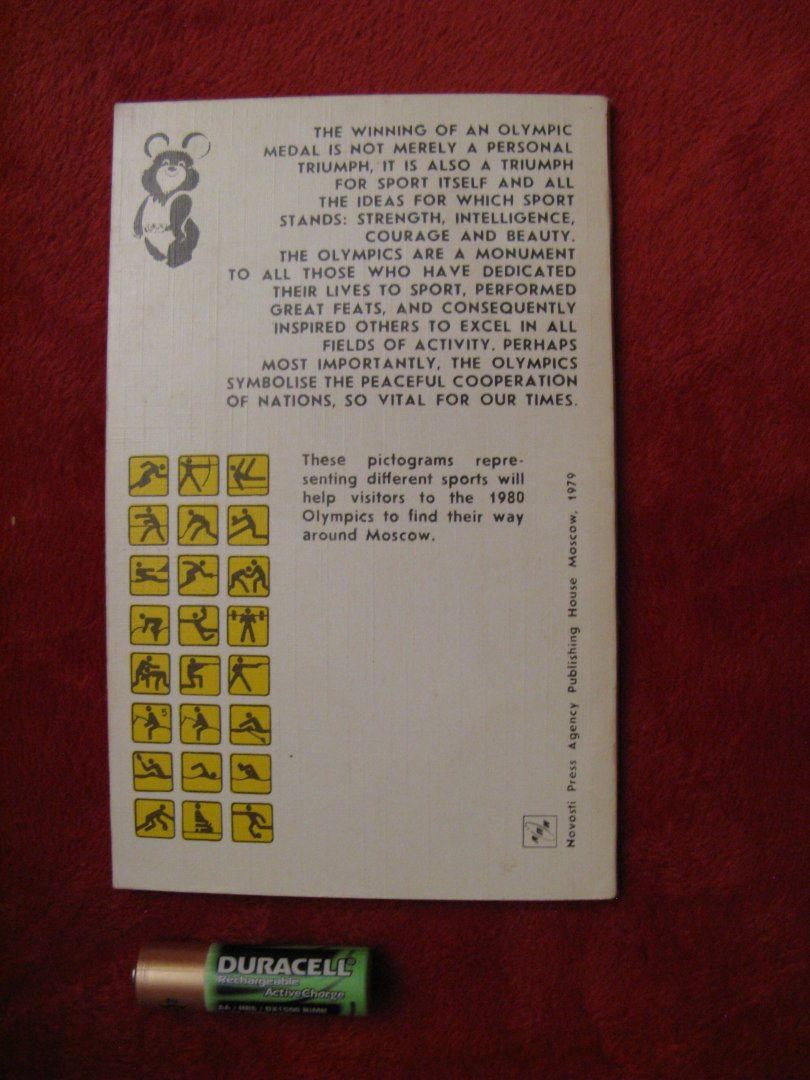 THE WINNING OF AN OLYMPIC
MEDAL IS NOT MERELY A PERSONAL
TRIUMPH, IT IS ALSO A TRIUMPH
FOR SPORT ITSELF AND ALL
THE IDEAS FOR WHICH SPORT
STANDS: STRENGTH, INTELLIGENCE,
COURAGE AND BEAUTY.
THE OLYMPICS ARE A MONUMENT
TO ALL THOSE WHO HAVE DEDICATED
THEIR LIVES TO SPORT, PERFORMED
GREAT FEATS, AND CONSEQUENTLY
INSPIRED OTHERS TO EXCEL IN ALL
FIELDS OF ACTIVITY. PERHAPS
MOST IMPORTANTLY, THE OLYMPICS
SYMBOLISE THE PEACEFUL COOPERATION
OF NATIONS, SO VITAL FOR OUR TIMES.
These pictograms repre-
senting different sports will
help visitors to the 1980
Olympics to find their way
around Moscow.
5
Novosti Press Agency Publishing House Moscow, 1979
DURACELL
Rechargeable
ActiveCharge
AA / HR6 / DX1500 NiMH